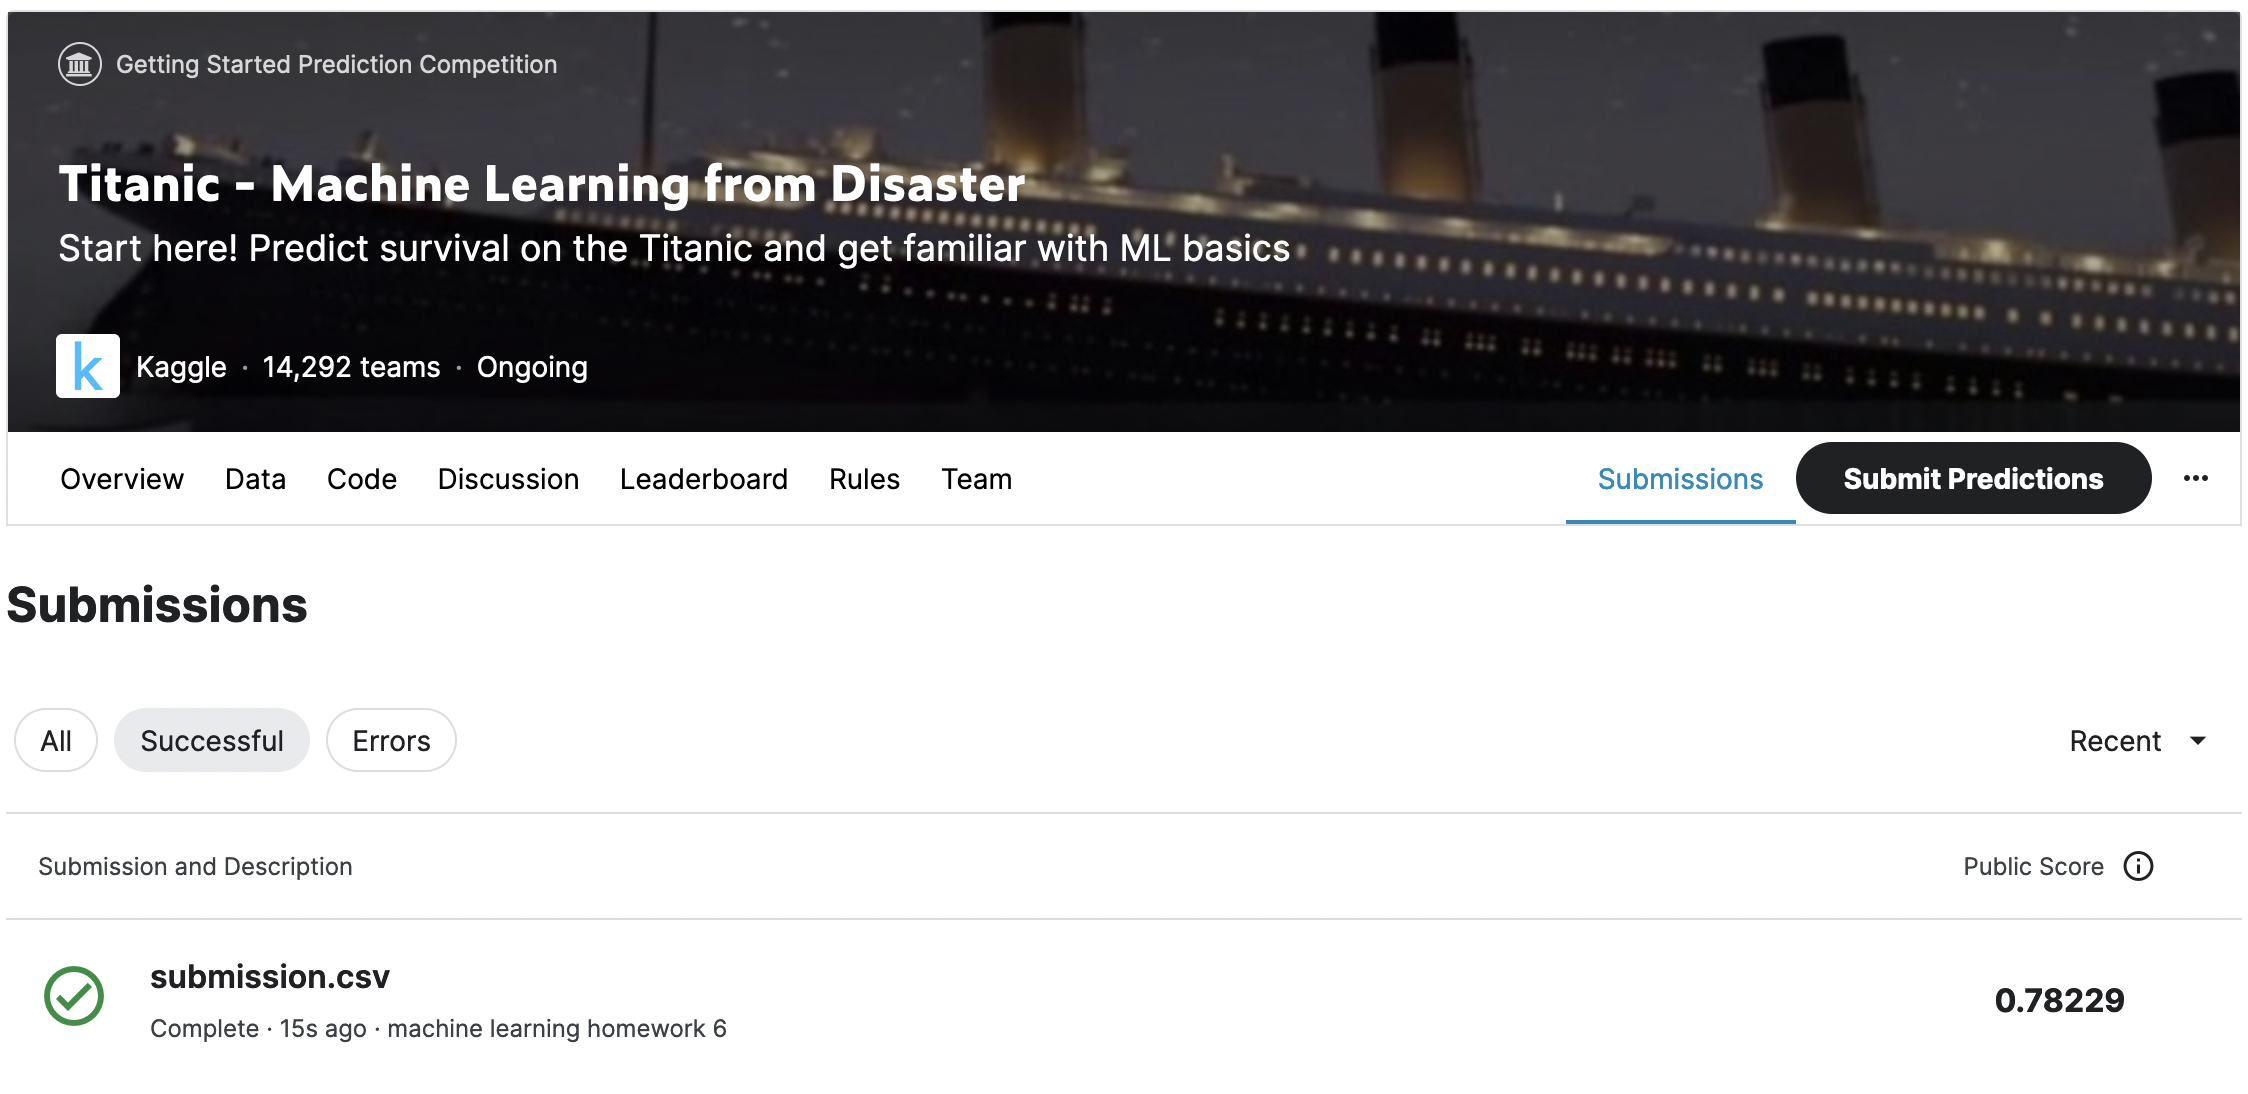 Getting Started Prediction Competition
Titanic - Machine Learning from Disaster
Start here! Predict survival on the Titanic and get familiar with ML basics
k Kaggle · 14,292 teams · Ongoing
Overview Data Code Discussion Leaderboard Rules Team Submissions Submit Predictions ...
Submissions
All Successful Errors Recent
Submission and Description Public Score
submission.csv
0.78229
Complete · 15s ago · machine learning homework 6